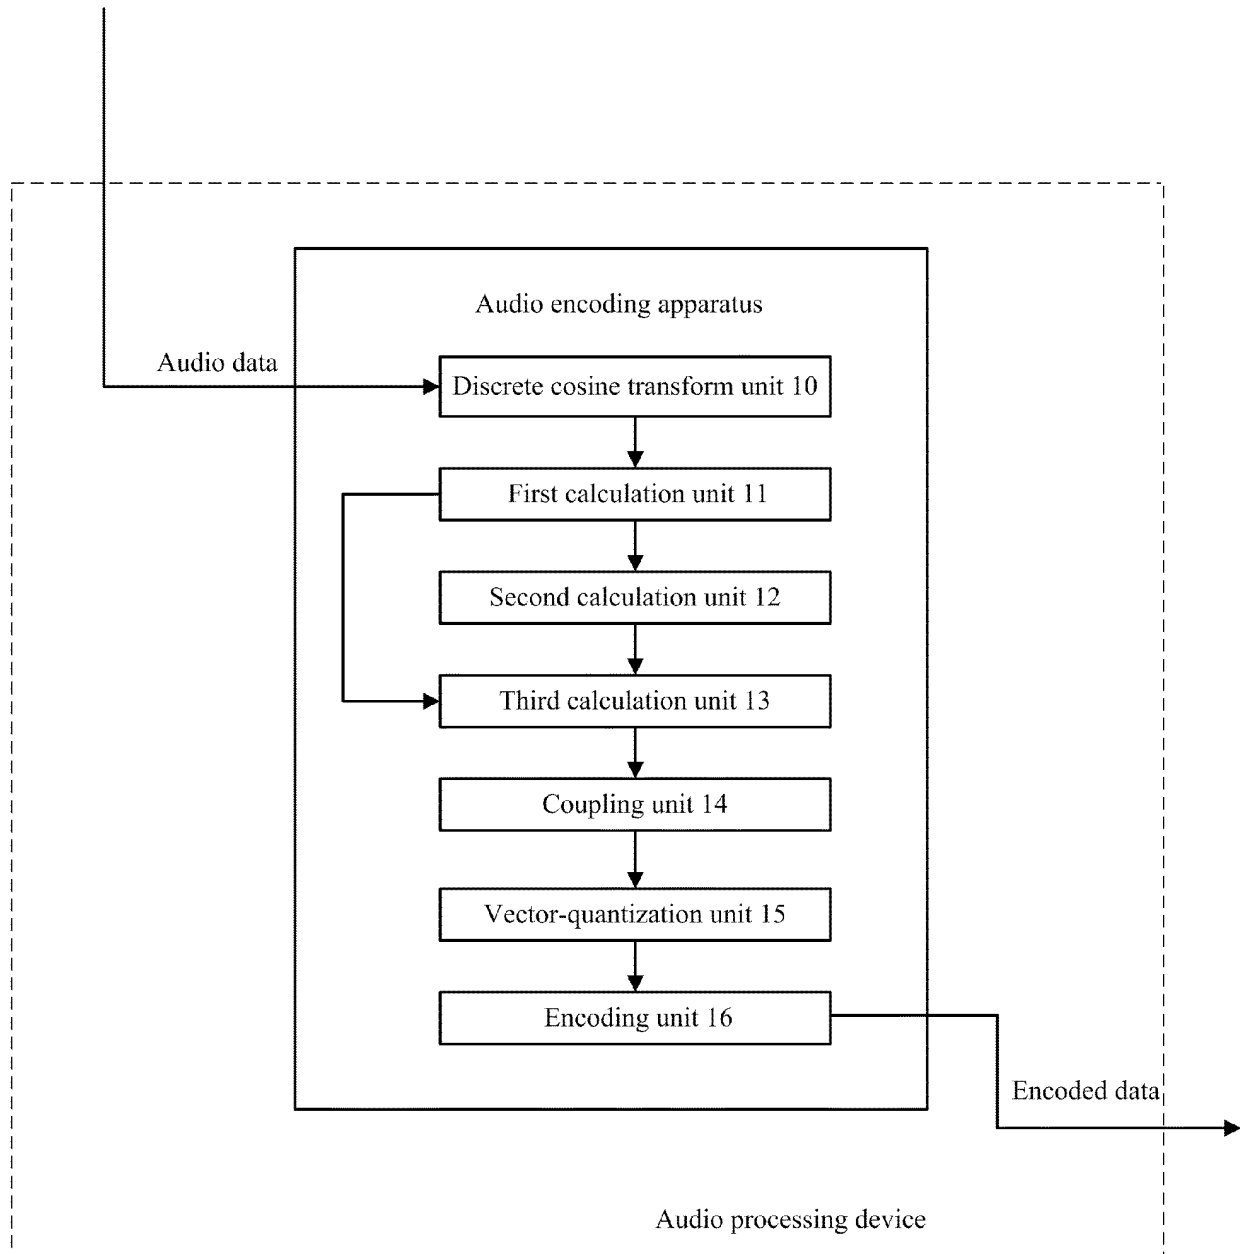 Audio encoding apparatus
Audio data
Discrete cosine transform unit 10
First calculation unit 11
Second calculation unit 12
Third calculation unit 13
Coupling unit 14
Vector-quantization unit 15
Encoding unit 16
Encoded data
Audio processing device